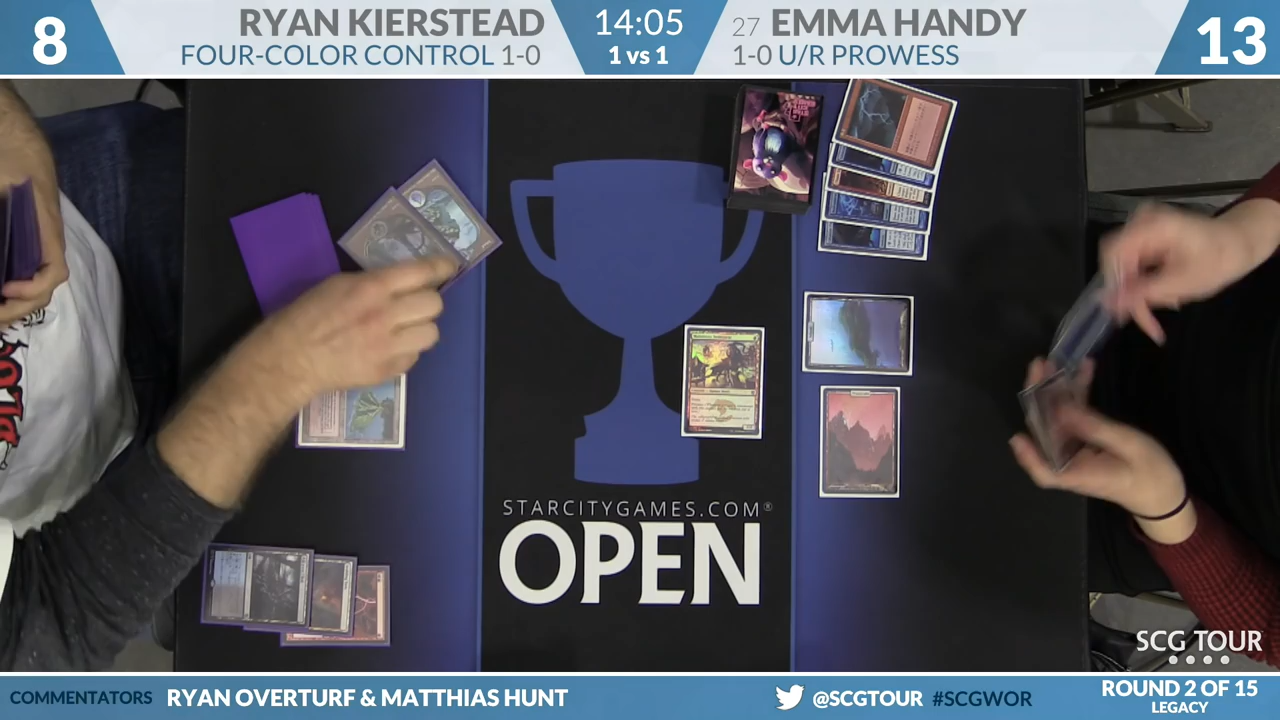 8
RYAN KIERSTEAD
FOUR-COLOR CONTROL 1-0
14:05
1 vs 1
27 EMMA HANDY
1-0 U/R PROWESS
13
STARCITYGAMES.COM®
OPEN
SCG TOUR
COMMENTATORS RYAN OVERTURF & MATTHIAS HUNT
@SCGTOUR #SCGWOR
ROUND 2 OF 15
LEGACY